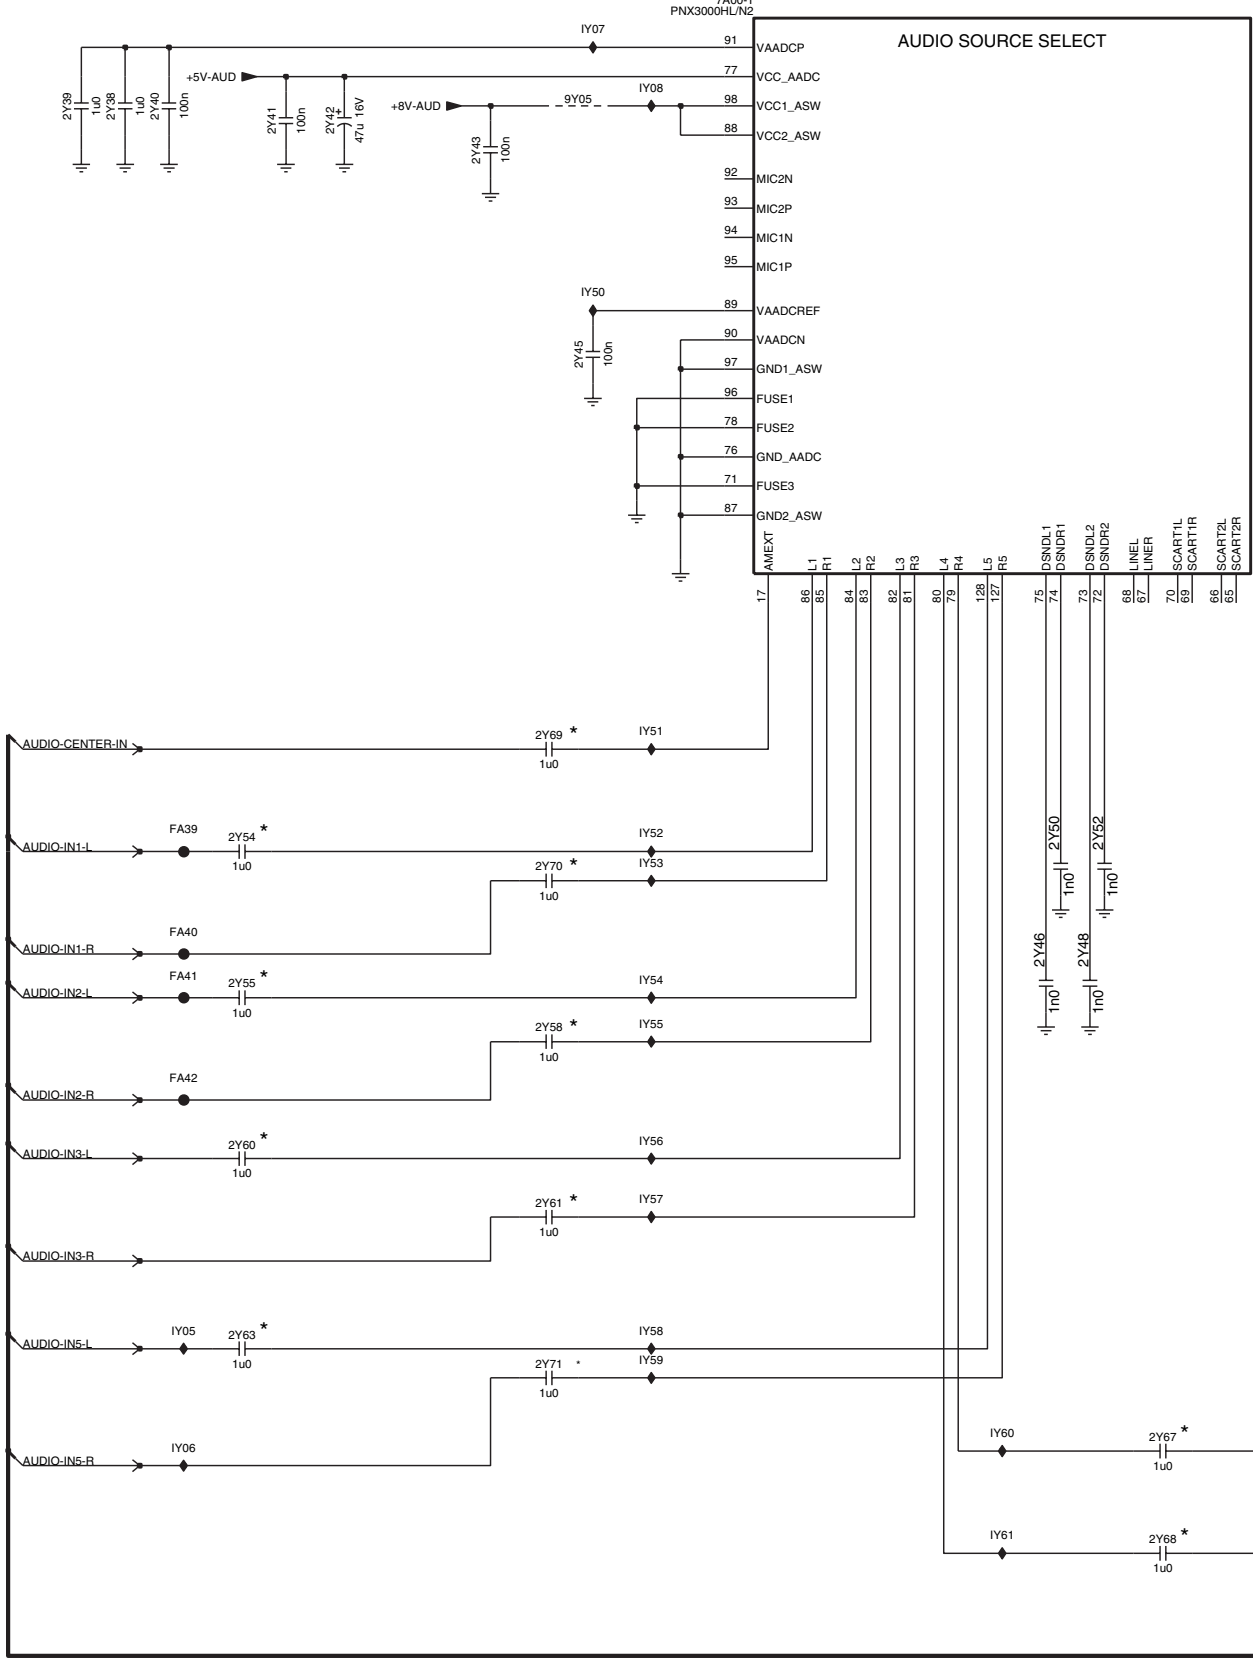 PNX3000HL/N2
AUDIO SOURCE SELECT
IY07
91 VAADCP
2Y39 1u0
2Y38 1u0
2Y40 100n
+5V-AUD
77 VCC_AADC
2Y41 100n
2Y42 + 47u 16V
+8V-AUD
9Y05
IY08
98 VCC1_ASW
88 VCC2_ASW
2Y43 100n
92 MIC2N
93 MIC2P
94 MIC1N
95 MIC1P
IY50
89 VAADCREF
2Y45 100n
90 VAADCN
97 GND1_ASW
96 FUSE1
78 FUSE2
76 GND_AADC
71 FUSE3
87 GND2_ASW
AMEXT L1 R1 L2 R2 L3 R3 L4 R4 L5 R5 DSNDL1 DSNDR1 DSNDL2 DSNDR2 LINEL LINER SCART1L SCART1R SCART2L SCART2R
17 86 85 84 83 82 81 80 79 128 127 75 74 73 72 68 67 70 69 66 65
AUDIO-CENTER-IN 2Y69 * 1u0 IY51
AUDIO-IN1-L FA39 2Y54 * 1u0 IY52
2Y70 * 1u0 IY53
2Y50 1n0
2Y52 1n0
AUDIO-IN1-R FA40
2Y46 1n0
2Y48 1n0
AUDIO-IN2-L FA41 2Y55 * 1u0 IY54
2Y58 * 1u0 IY55
AUDIO-IN2-R FA42
AUDIO-IN3-L 2Y60 * 1u0 IY56
2Y61 * 1u0 IY57
AUDIO-IN3-R
AUDIO-IN5-L IY05 2Y63 * 1u0 IY58
2Y71 * 1u0 IY59
AUDIO-IN5-R IY06
IY60 2Y67 * 1u0
IY61 2Y68 * 1u0